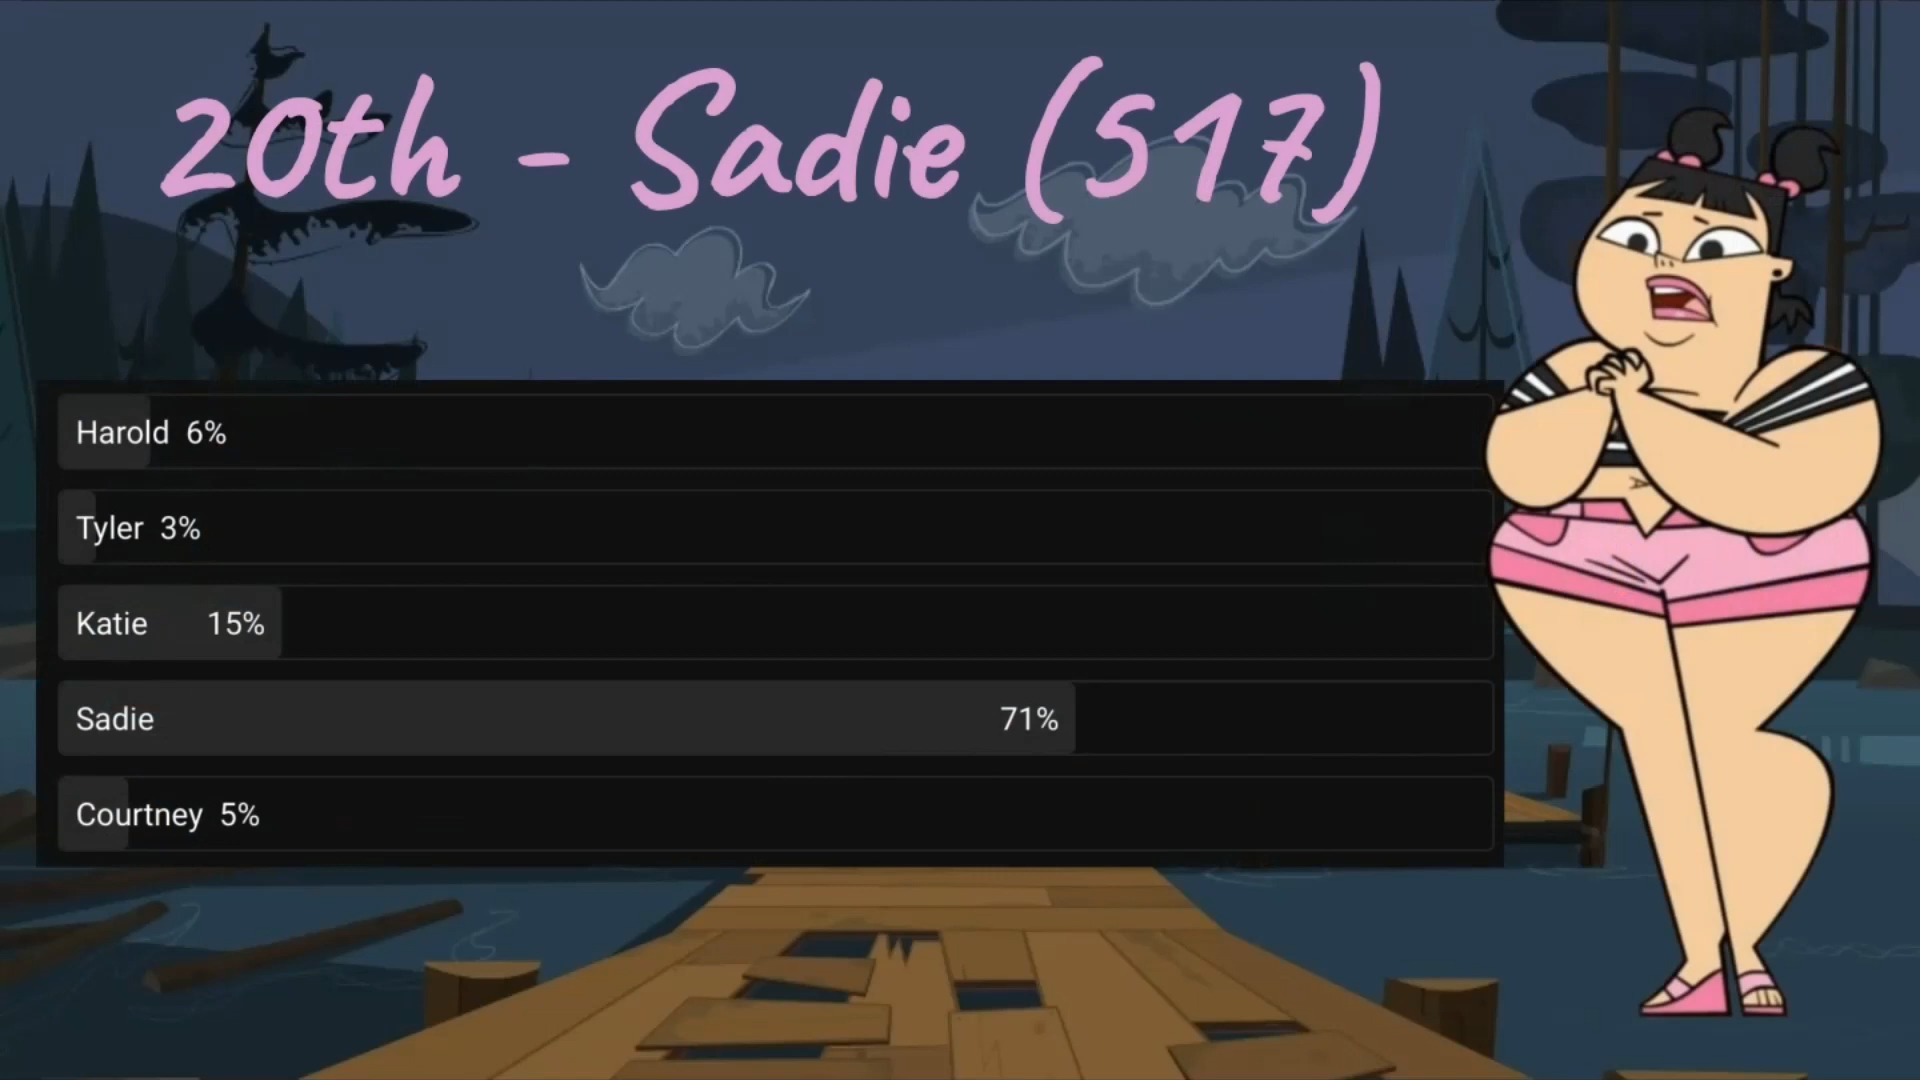 20th - Sadie (517)
Harold 6%
Tyler 3%
Katie 15%
Sadie 71%
Courtney 5%